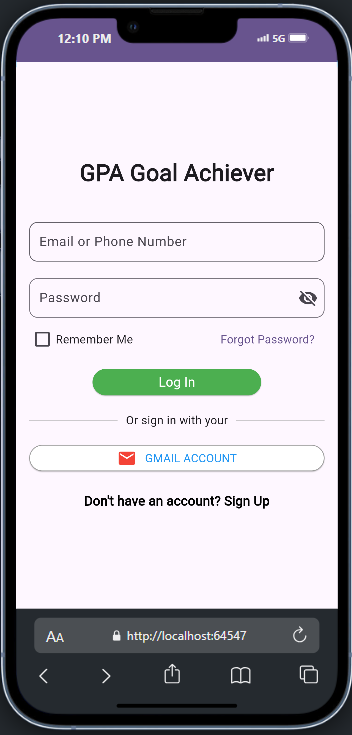 12:10 PM 5G
GPA Goal Achiever
Email or Phone Number
Password
Remember Me Forgot Password?
Log In
Or sign in with your
GMAIL ACCOUNT
Don't have an account? Sign Up
AA http://localhost:64547